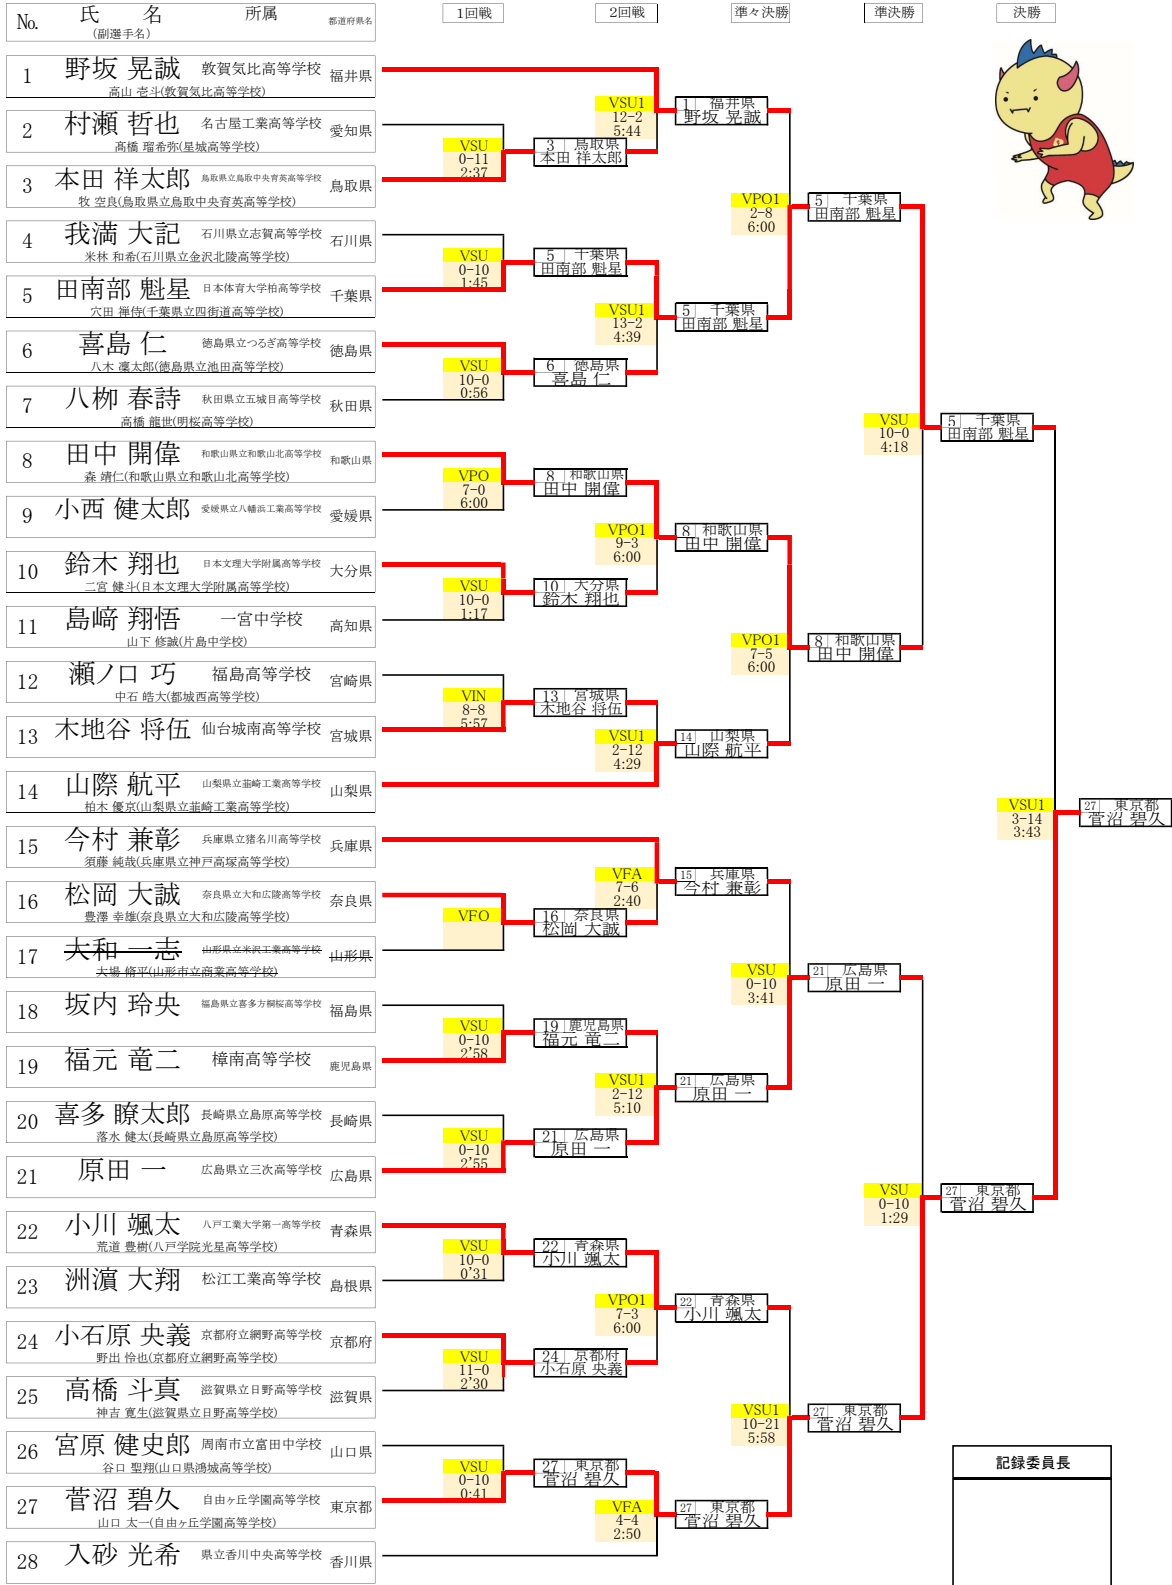 No. 氏 名 所属 都道府県名 1回戦 2回戦 準々決勝 準決勝 決勝
(副選手名)
1 野坂 晃誠 敦賀気比高等学校 福井県
高山 壱斗(敦賀気比高等学校)
2 村瀬 哲也 名古屋工業高等学校 愛知県
髙橋 瑠希弥(星城高等学校)
3 本田 祥太郎 鳥取県立鳥取中央育英高等学校 鳥取県
牧 空良(鳥取県立鳥取中央育英高等学校)
4 我満 大記 石川県立志賀高等学校 石川県
米林 和希(石川県立金沢北陵高等学校)
5 田南部 魁星 日本体育大学柏高等学校 千葉県
穴田 禅侍(千葉県立四街道高等学校)
6 喜島 仁 徳島県立つるぎ高等学校 徳島県
八木 凜太郎(徳島県立池田高等学校)
7 八栁 春詩 秋田県立五城目高等学校 秋田県
高橋 龍世(明桜高等学校)
8 田中 開偉 和歌山県立和歌山北高等学校 和歌山県
森 靖仁(和歌山県立和歌山北高等学校)
9 小西 健太郎 愛媛県立八幡浜工業高等学校 愛媛県
10 鈴木 翔也 日本文理大学附属高等学校 大分県
二宮 健斗(日本文理大学附属高等学校)
11 島﨑 翔悟 一宮中学校 高知県
山下 修誠(片島中学校)
12 瀬ノ口 巧 福島高等学校 宮崎県
中石 皓大(都城西高等学校)
13 木地谷 将伍 仙台城南高等学校 宮城県
14 山際 航平 山梨県立韮崎工業高等学校 山梨県
柏木 優京(山梨県立韮崎工業高等学校)
15 今村 兼彰 兵庫県立猪名川高等学校 兵庫県
須藤 純哉(兵庫県立神戸高塚高等学校)
16 松岡 大誠 奈良県立大和広陵高等学校 奈良県
豊澤 幸雄(奈良県立大和広陵高等学校)
17 大和 一志 山形県立米沢工業高等学校 山形県
大場 脩平(山形市立商業高等学校)
18 坂内 玲央 福島県立喜多方桐桜高等学校 福島県
19 福元 竜二 樟南高等学校 鹿児島県
20 喜多 瞭太郎 長崎県立島原高等学校 長崎県
落水 健太(長崎県立島原高等学校)
21 原田 一 広島県立三次高等学校 広島県
22 小川 颯太 八戸工業大学第一高等学校 青森県
荒道 豊樹(八戸学院光星高等学校)
23 洲濵 大翔 松江工業高等学校 島根県
24 小石原 央義 京都府立網野高等学校 京都府
野出 怜也(京都府立網野高等学校)
25 高橋 斗真 滋賀県立日野高等学校 滋賀県
神吉 寛生(滋賀県立日野高等学校)
26 宮原 健史郎 周南市立富田中学校 山口県
谷口 聖翔(山口県鴻城高等学校)
27 菅沼 碧久 自由ヶ丘学園高等学校 東京都
山口 太一(自由ヶ丘学園高等学校)
28 入砂 光希 県立香川中央高等学校 香川県
VSU
0-11
2:37
VSU
0-10
1:45
VSU
10-0
0:56
VPO
7-0
6:00
VSU
10-0
1:17
VIN
8-8
5:57
VFO
VSU
0-10
2'58
VSU
0-10
2'55
VSU
10-0
0'31
VSU
11-0
2'30
VSU
0-10
0:41
3 鳥取県
本田 祥太郎
5 千葉県
田南部 魁星
6 徳島県
喜島 仁
8 和歌山県
田中 開偉
10 大分県
鈴木 翔也
13 宮城県
木地谷 将伍
16 奈良県
松岡 大誠
19 鹿児島県
福元 竜二
21 広島県
原田 一
22 青森県
小川 颯太
24 京都府
小石原 央義
27 東京都
菅沼 碧久
VSU1
12-2
5:44
VSU1
13-2
4:39
VPO1
9-3
6:00
VSU1
2-12
4:29
VFA
7-6
2:40
VSU1
2-12
5:10
VPO1
7-3
6:00
VFA
4-4
2:50
1 福井県
野坂 晃誠
5 千葉県
田南部 魁星
8 和歌山県
田中 開偉
14 山梨県
山際 航平
15 兵庫県
今村 兼彰
21 広島県
原田 一
22 青森県
小川 颯太
27 東京都
菅沼 碧久
VPO1
2-8
6:00
VPO1
7-5
6:00
VSU
0-10
3:41
VSU1
10-21
5:58
5 千葉県
田南部 魁星
8 和歌山県
田中 開偉
21 広島県
原田 一
27 東京都
菅沼 碧久
VSU
10-0
4:18
VSU
0-10
1:29
5 千葉県
田南部 魁星
27 東京都
菅沼 碧久
VSU1
3-14
3:43
27 東京都
菅沼 碧久
記録委員長